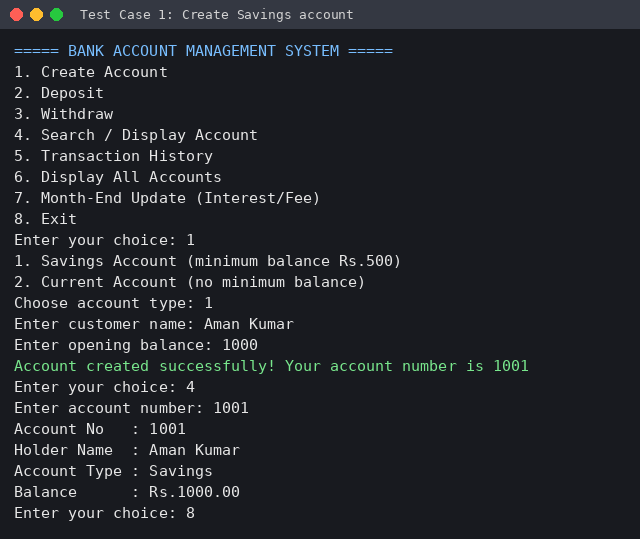 Test Case 1: Create Savings account
===== BANK ACCOUNT MANAGEMENT SYSTEM =====
1. Create Account
2. Deposit
3. Withdraw
4. Search / Display Account
5. Transaction History
6. Display All Accounts
7. Month-End Update (Interest/Fee)
8. Exit
Enter your choice: 1
1. Savings Account (minimum balance Rs.500)
2. Current Account (no minimum balance)
Choose account type: 1
Enter customer name: Aman Kumar
Enter opening balance: 1000
Account created successfully! Your account number is 1001
Enter your choice: 4
Enter account number: 1001
Account No   : 1001
Holder Name  : Aman Kumar
Account Type : Savings
Balance      : Rs.1000.00
Enter your choice: 8